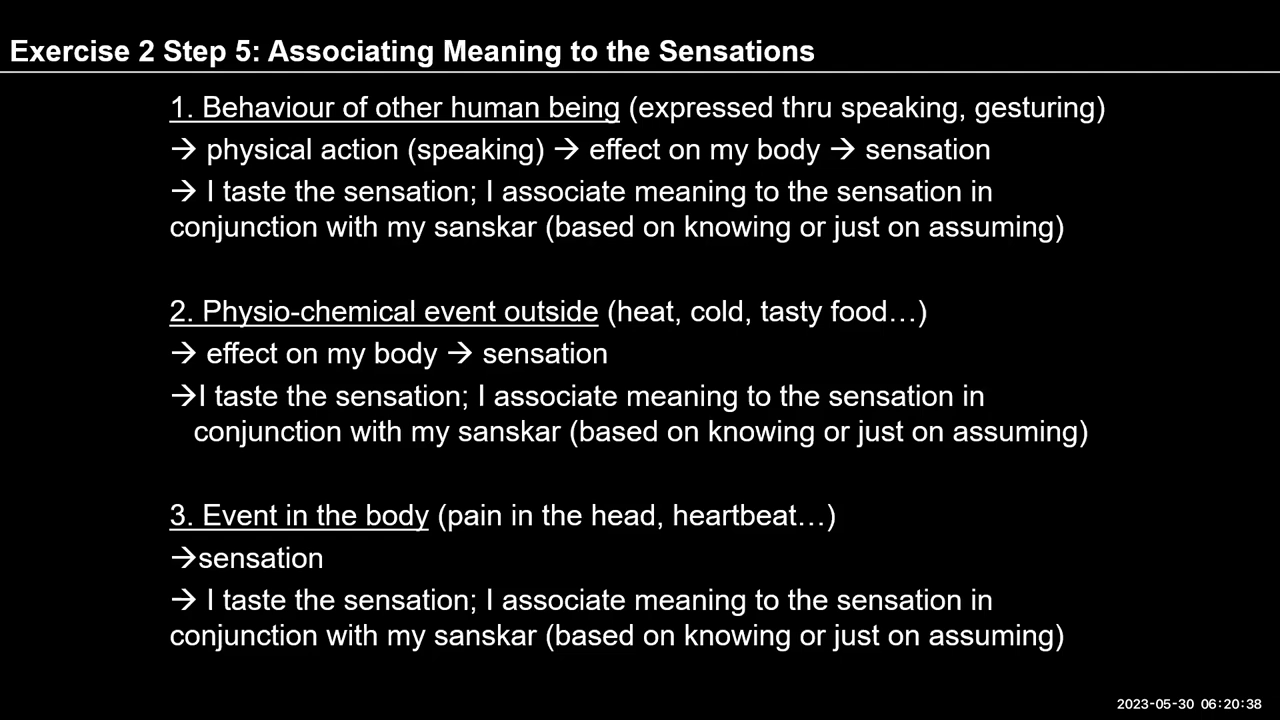 Exercise 2 Step 5: Associating Meaning to the Sensations
1. Behaviour of other human being (expressed thru speaking, gesturing)
→ physical action (speaking) → effect on my body → sensation
→ I taste the sensation; I associate meaning to the sensation in
conjunction with my sanskar (based on knowing or just on assuming)
2. Physio-chemical event outside (heat, cold, tasty food…)
→ effect on my body → sensation
→I taste the sensation; I associate meaning to the sensation in
conjunction with my sanskar (based on knowing or just on assuming)
3. Event in the body (pain in the head, heartbeat…)
→sensation
→ I taste the sensation; I associate meaning to the sensation in
conjunction with my sanskar (based on knowing or just on assuming)
2023-05-30 06:20:38